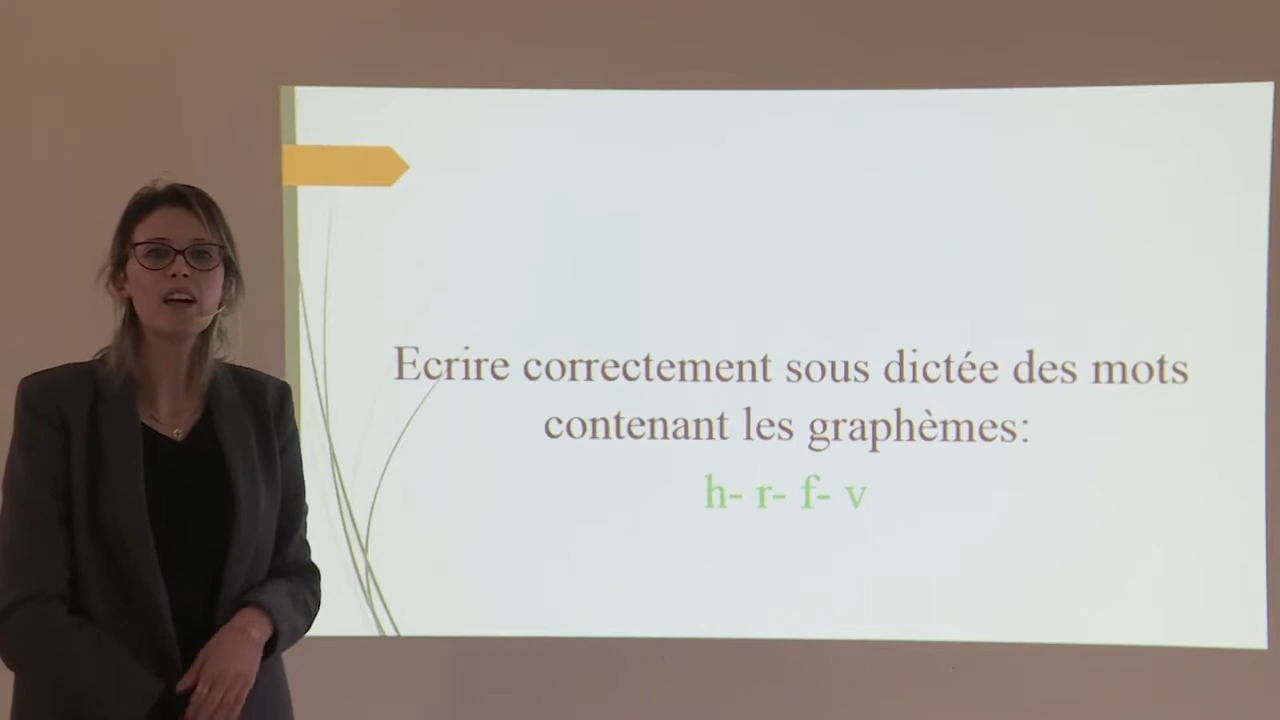 Ecrire correctement sous dictée des mots
contenant les graphèmes:
h- r- f- v